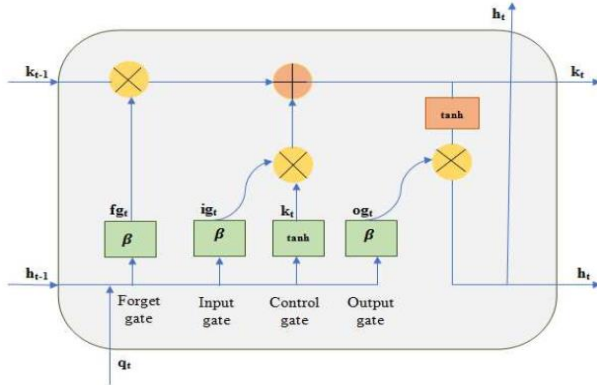 hₜ
kₜ₋₁
kₜ
tanh
fgₜ
igₜ
kₜ
ogₜ
β
β
tanh
β
hₜ₋₁
hₜ
Forget gate
Input gate
Control gate
Output gate
qₜ